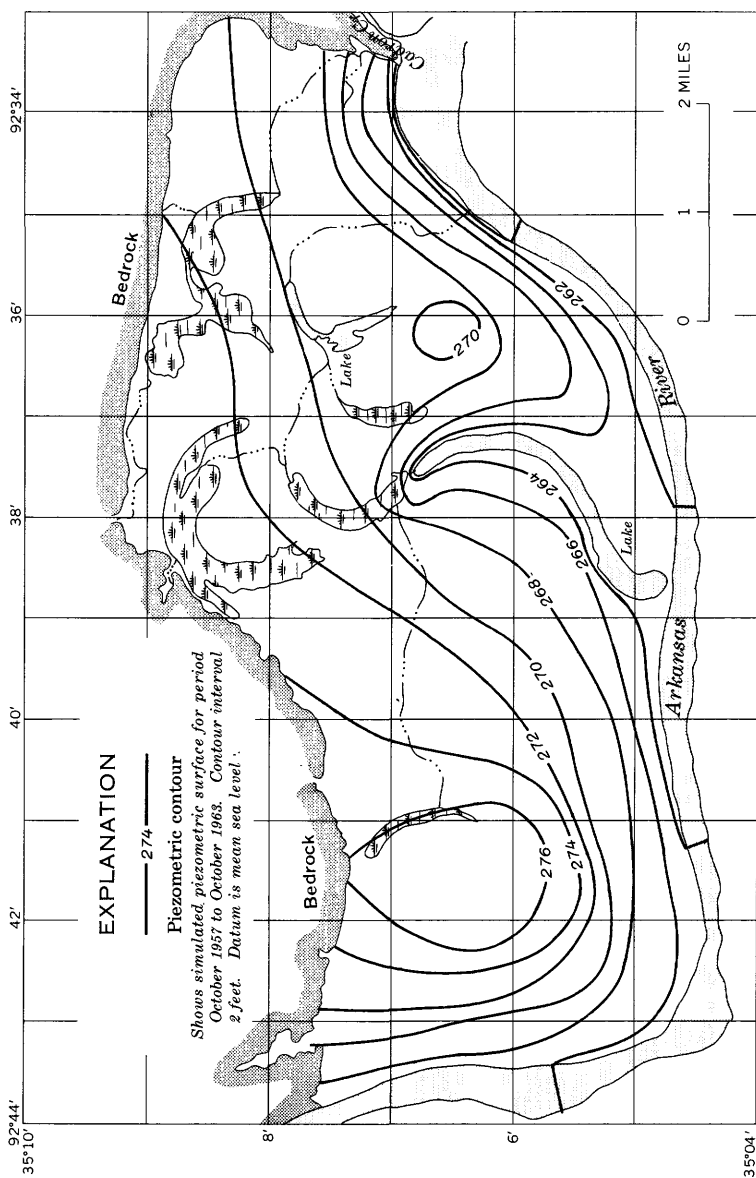 92°44'
42'
40'
38'
36'
92°34'
35°10'
8'
6'
35°04'
EXPLANATION
274
Piezometric contour
Shows simulated piezometric surface for period
October 1957 to October 1963. Contour interval
2 feet. Datum is mean sea level
Bedrock
Bedrock
Cadron Cr
Lake
270
276
274
272
270
268
266
264
262
Lake
Arkansas
River
0 1 2 MILES